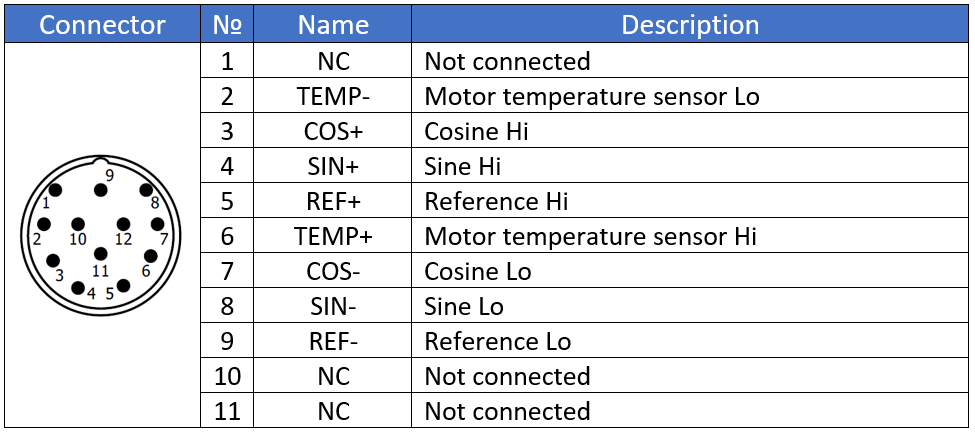 Connector № Name Description
1 NC Not connected
2 TEMP- Motor temperature sensor Lo
3 COS+ Cosine Hi
4 SIN+ Sine Hi
5 REF+ Reference Hi
6 TEMP+ Motor temperature sensor Hi
7 COS- Cosine Lo
8 SIN- Sine Lo
9 REF- Reference Lo
10 NC Not connected
11 NC Not connected
9
1 8
2 10 12 7
3 11 6
4 5